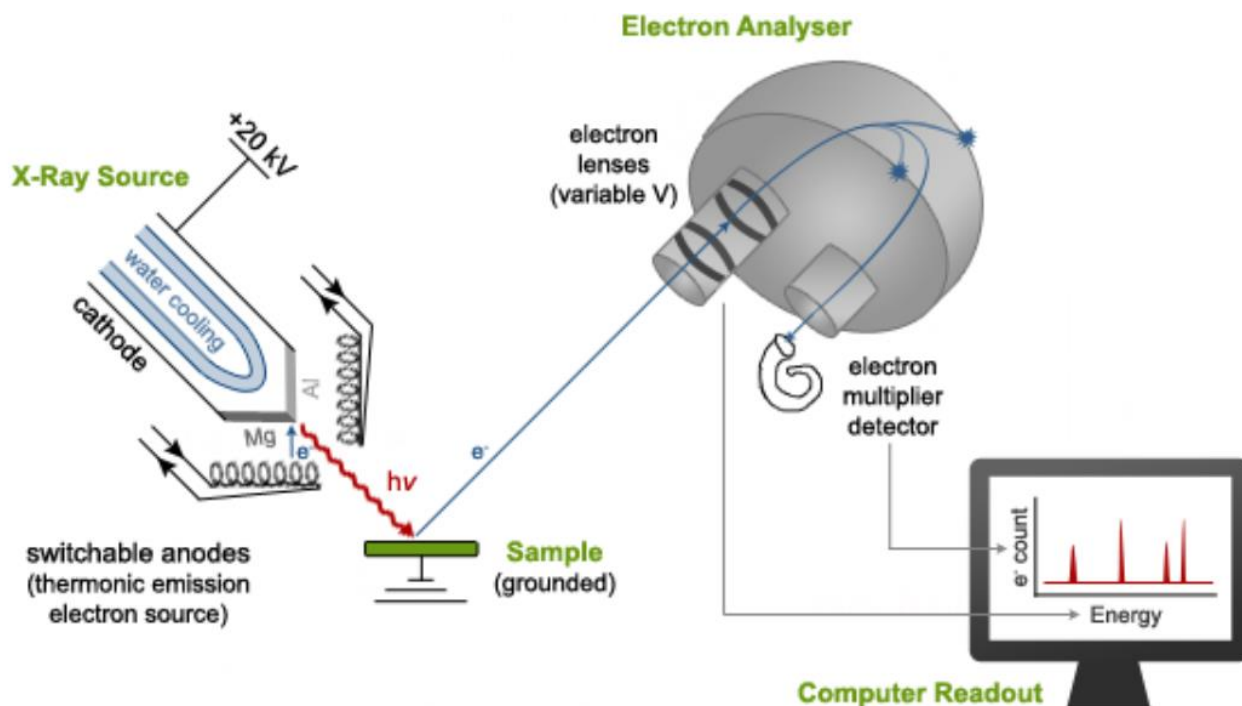 Electron Analyser
+20 kV
X-Ray Source
electron
lenses
(variable V)
water cooling
cathode
Al
Mg
e-
hν
e-
switchable anodes
(thermonic emission
electron source)
Sample
(grounded)
electron
multiplier
detector
e- count
Energy
Computer Readout